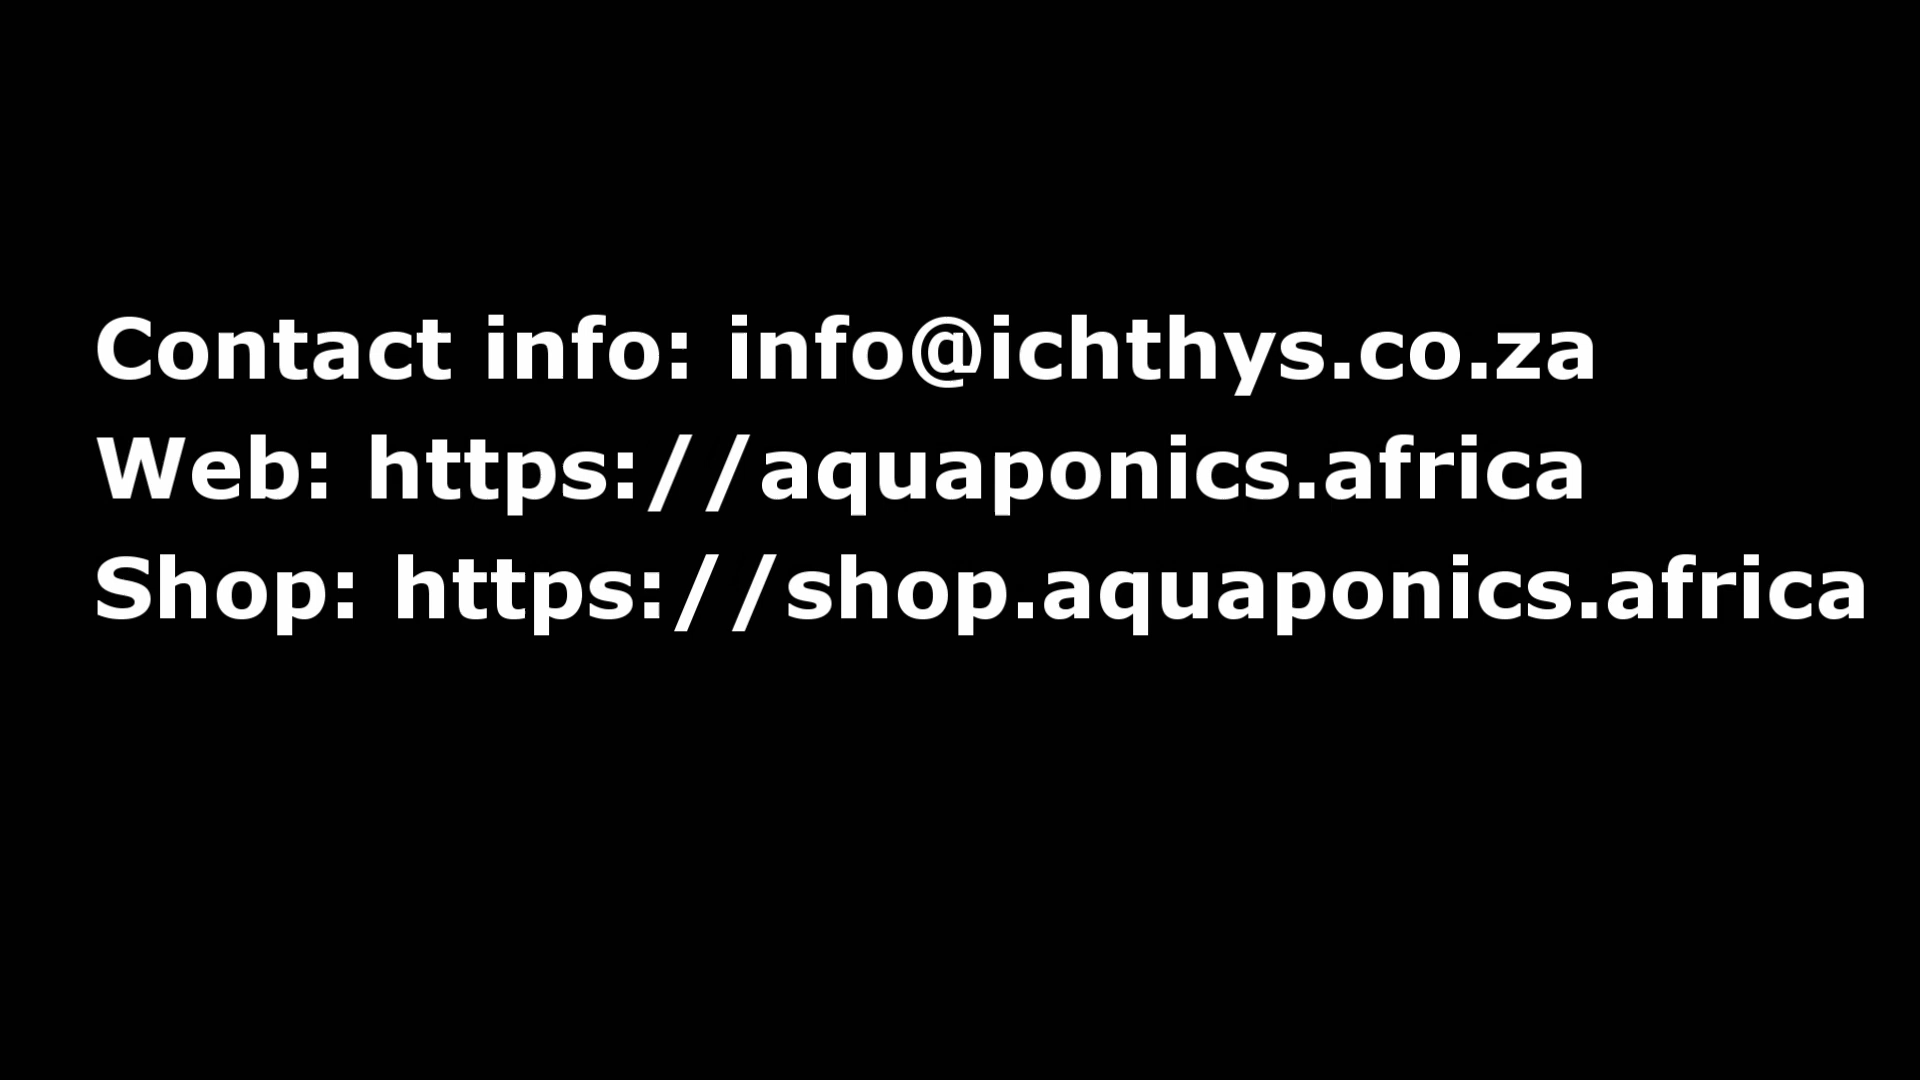 Contact info: info@ichthys.co.za
Web: https://aquaponics.africa
Shop: https://shop.aquaponics.africa